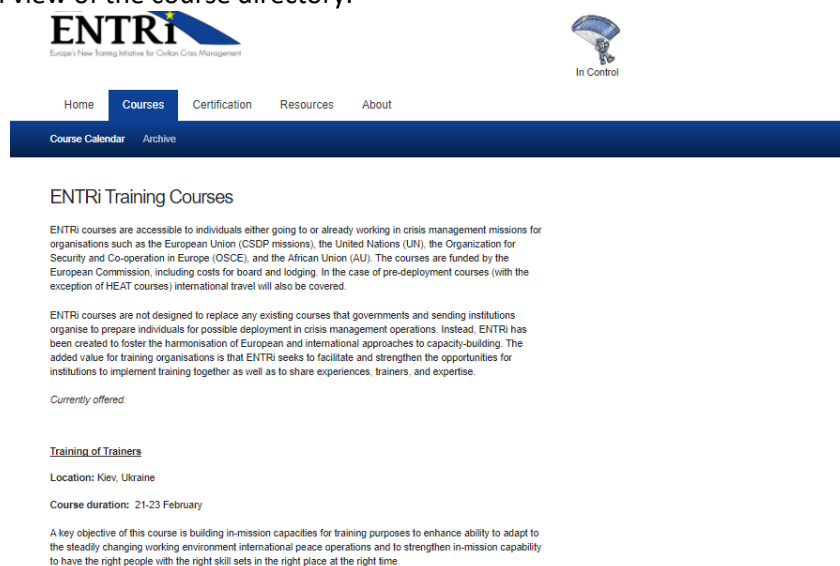 view of the course directory.
ENTRi
Europe's New Training Initiative for Civilian Crisis Management
In Control
Home Courses Certification Resources About
Course Calendar Archive
ENTRi Training Courses
ENTRi courses are accessible to individuals either going to or already working in crisis management missions for
organisations such as the European Union (CSDP missions), the United Nations (UN), the Organization for
Security and Co-operation in Europe (OSCE), and the African Union (AU). The courses are funded by the
European Commission, including costs for board and lodging. In the case of pre-deployment courses (with the
exception of HEAT courses) international travel will also be covered.
ENTRi courses are not designed to replace any existing courses that governments and sending institutions
organise to prepare individuals for possible deployment in crisis management operations. Instead, ENTRi has
been created to foster the harmonisation of European and international approaches to capacity-building. The
added value for training organisations is that ENTRi seeks to facilitate and strengthen the opportunities for
institutions to implement training together as well as to share experiences, trainers, and expertise.
Currently offered:
Training of Trainers
Location: Kiev, Ukraine
Course duration: 21-23 February
A key objective of this course is building in-mission capacities for training purposes to enhance ability to adapt to
the steadily changing working environment international peace operations and to strengthen in-mission capability
to have the right people with the right skill sets in the right place at the right time.